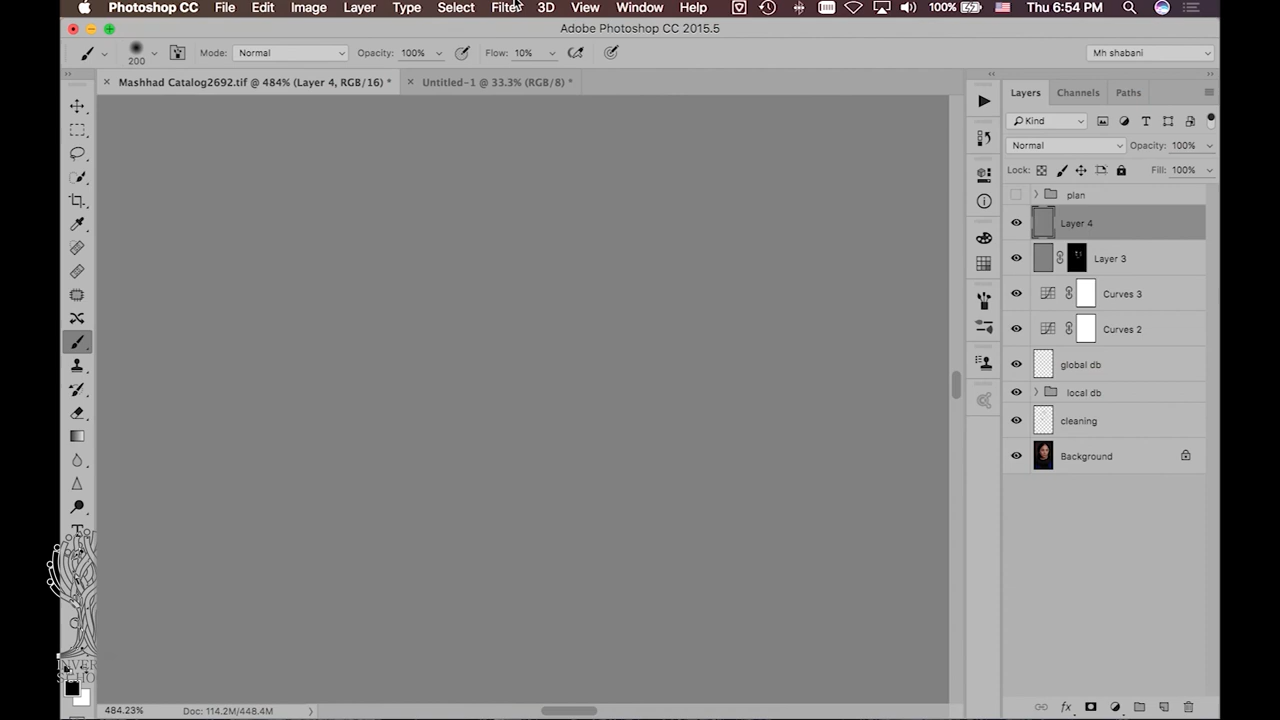 Photoshop CC File Edit Image Layer Type Select Filter 3D View Window Help 100% Thu 6:54 PM
Adobe Photoshop CC 2015.5
200 Mode: Normal Opacity: 100% Flow: 10% Mh shabani
× Mashhad Catalog2692.tif @ 484% (Layer 4, RGB/16) * × Untitled-1 @ 33.3% (RGB/8) *
Layers Channels Paths
Kind
Normal Opacity: 100%
Lock: Fill: 100%
plan
Layer 4
Layer 3
Curves 3
Curves 2
global db
local db
cleaning
Background
484.23% Doc: 114.2M/448.4M